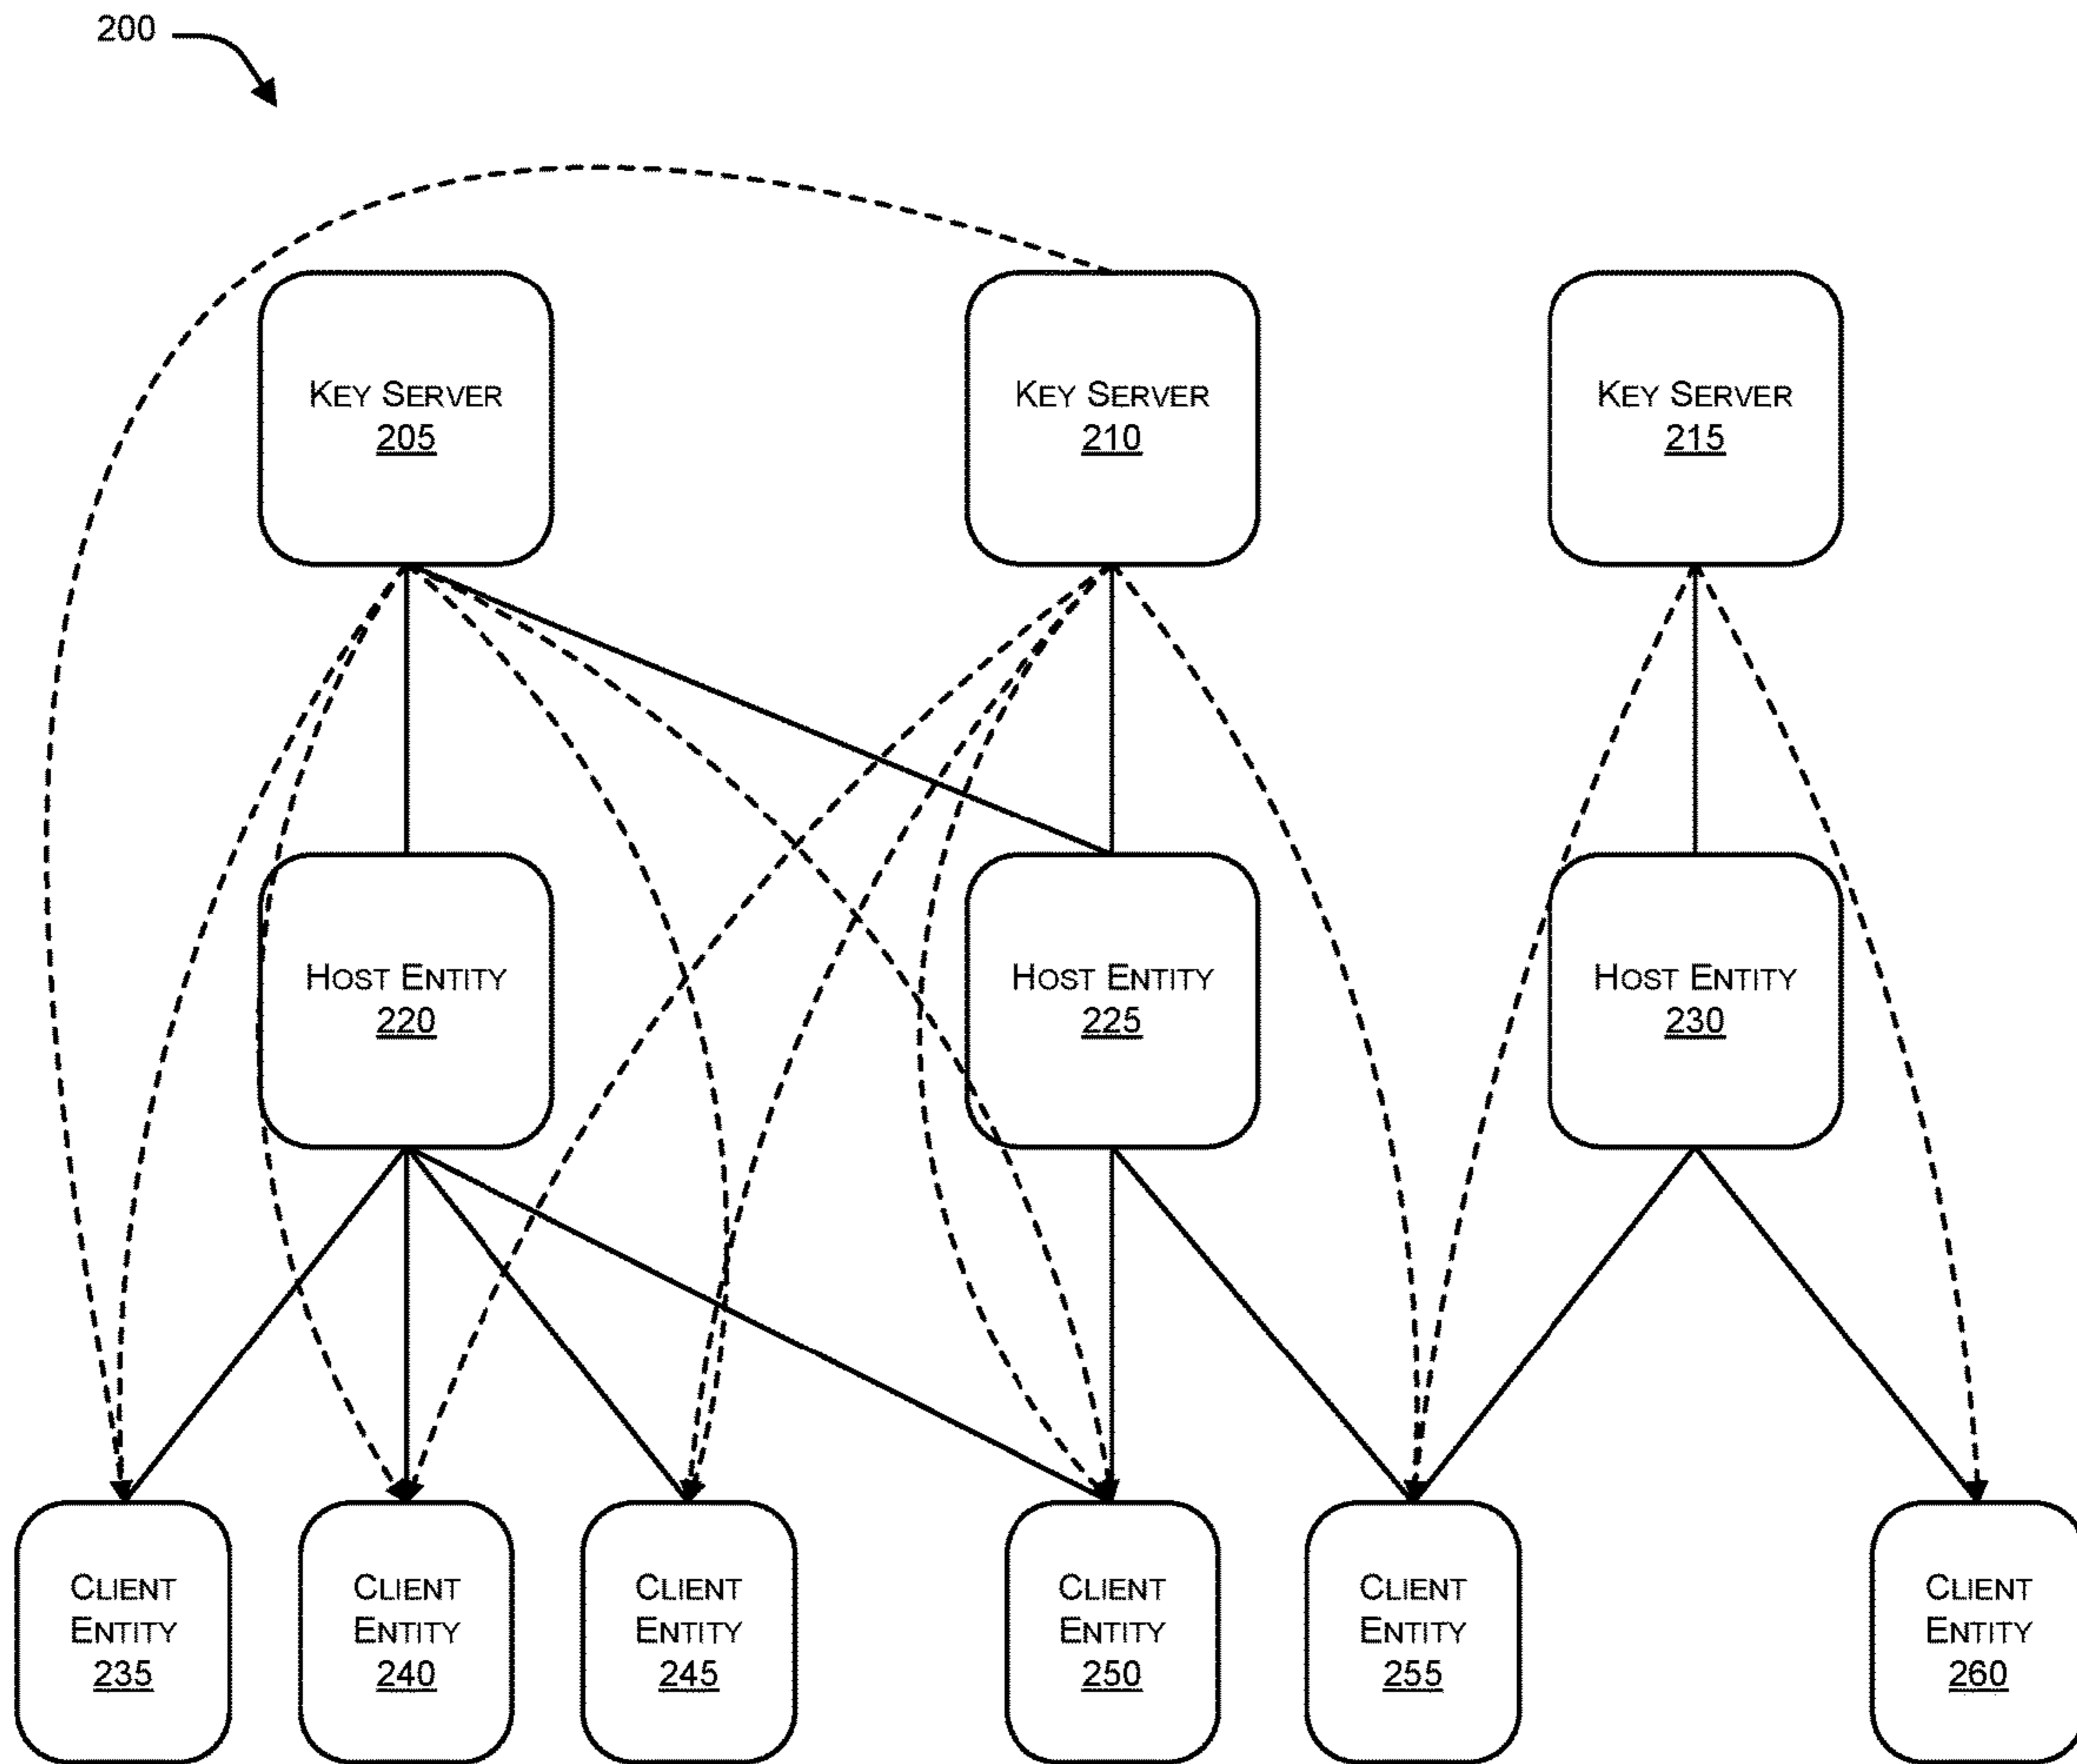 200
KEY SERVER
205
KEY SERVER
210
KEY SERVER
215
HOST ENTITY
220
HOST ENTITY
225
HOST ENTITY
230
CLIENT
ENTITY
235
CLIENT
ENTITY
240
CLIENT
ENTITY
245
CLIENT
ENTITY
250
CLIENT
ENTITY
255
CLIENT
ENTITY
260